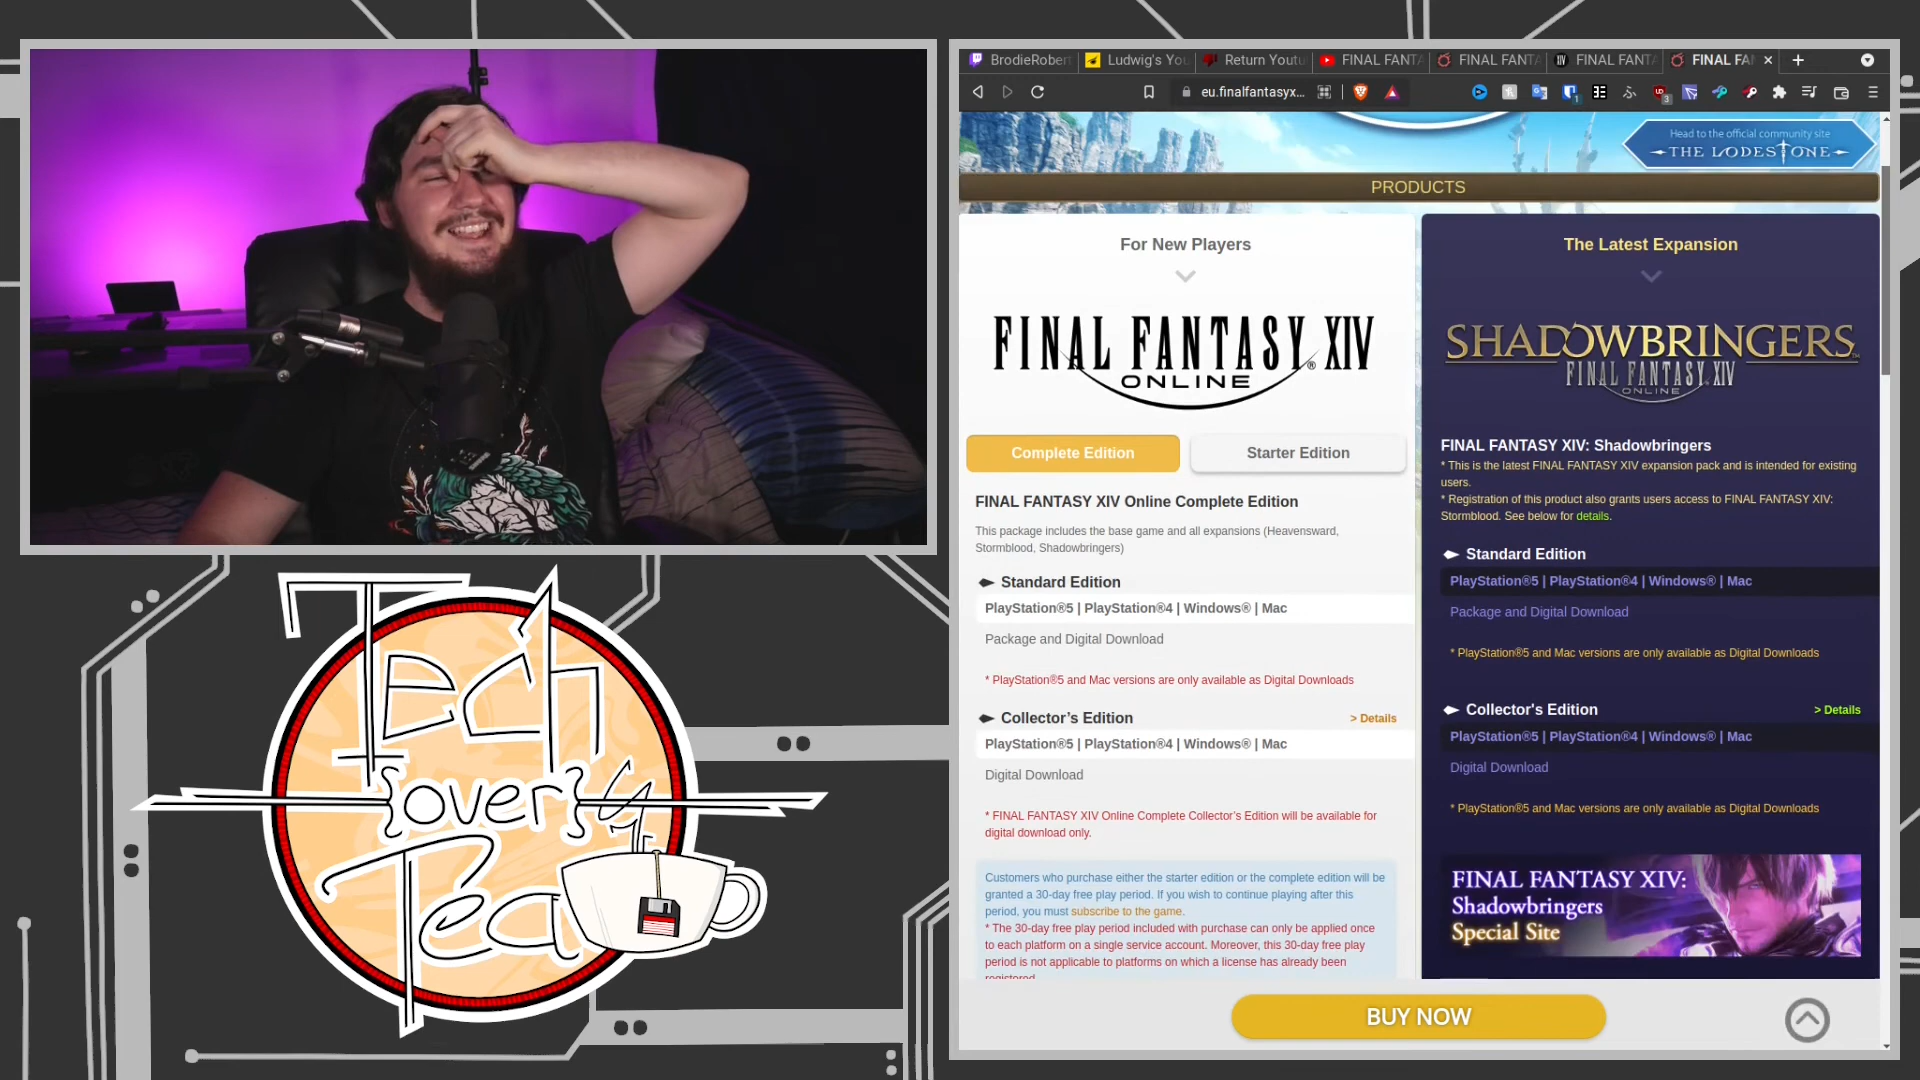 BrodieRober
Ludwig's You
Return Youtu
FINAL FANTA
FINAL FANTA
FINAL FANTA
FINAL FAN
eu.finalfantasyx...
Head to the official community site
THE LODESTONE
PRODUCTS
For New Players
FINAL FANTASY XIV
ONLINE
Complete Edition
Starter Edition
FINAL FANTASY XIV Online Complete Edition
This package includes the base game and all expansions (Heavensward,
Stormblood, Shadowbringers)
Standard Edition
PlayStation®5 | PlayStation®4 | Windows® | Mac
Package and Digital Download
* PlayStation®5 and Mac versions are only available as Digital Downloads
Collector’s Edition
> Details
PlayStation®5 | PlayStation®4 | Windows® | Mac
Digital Download
* FINAL FANTASY XIV Online Complete Collector’s Edition will be available for
digital download only.
Customers who purchase either the starter edition or the complete edition will be
granted a 30-day free play period. If you wish to continue playing after this
period, you must subscribe to the game.
* The 30-day free play period included with purchase can only be applied once
to each platform on a single service account. Moreover, this 30-day free play
period is not applicable to platforms on which a license has already been
registered.
The Latest Expansion
SHADOWBRINGERS™
FINAL FANTASY XIV
ONLINE
FINAL FANTASY XIV: Shadowbringers
* This is the latest FINAL FANTASY XIV expansion pack and is intended for existing
users.
* Registration of this product also grants users access to FINAL FANTASY XIV:
Stormblood. See below for details.
Standard Edition
PlayStation®5 | PlayStation®4 | Windows® | Mac
Package and Digital Download
* PlayStation®5 and Mac versions are only available as Digital Downloads
Collector's Edition
> Details
PlayStation®5 | PlayStation®4 | Windows® | Mac
Digital Download
* PlayStation®5 and Mac versions are only available as Digital Downloads
FINAL FANTASY XIV:
Shadowbringers
Special Site
BUY NOW
Tech
{over}
Tea